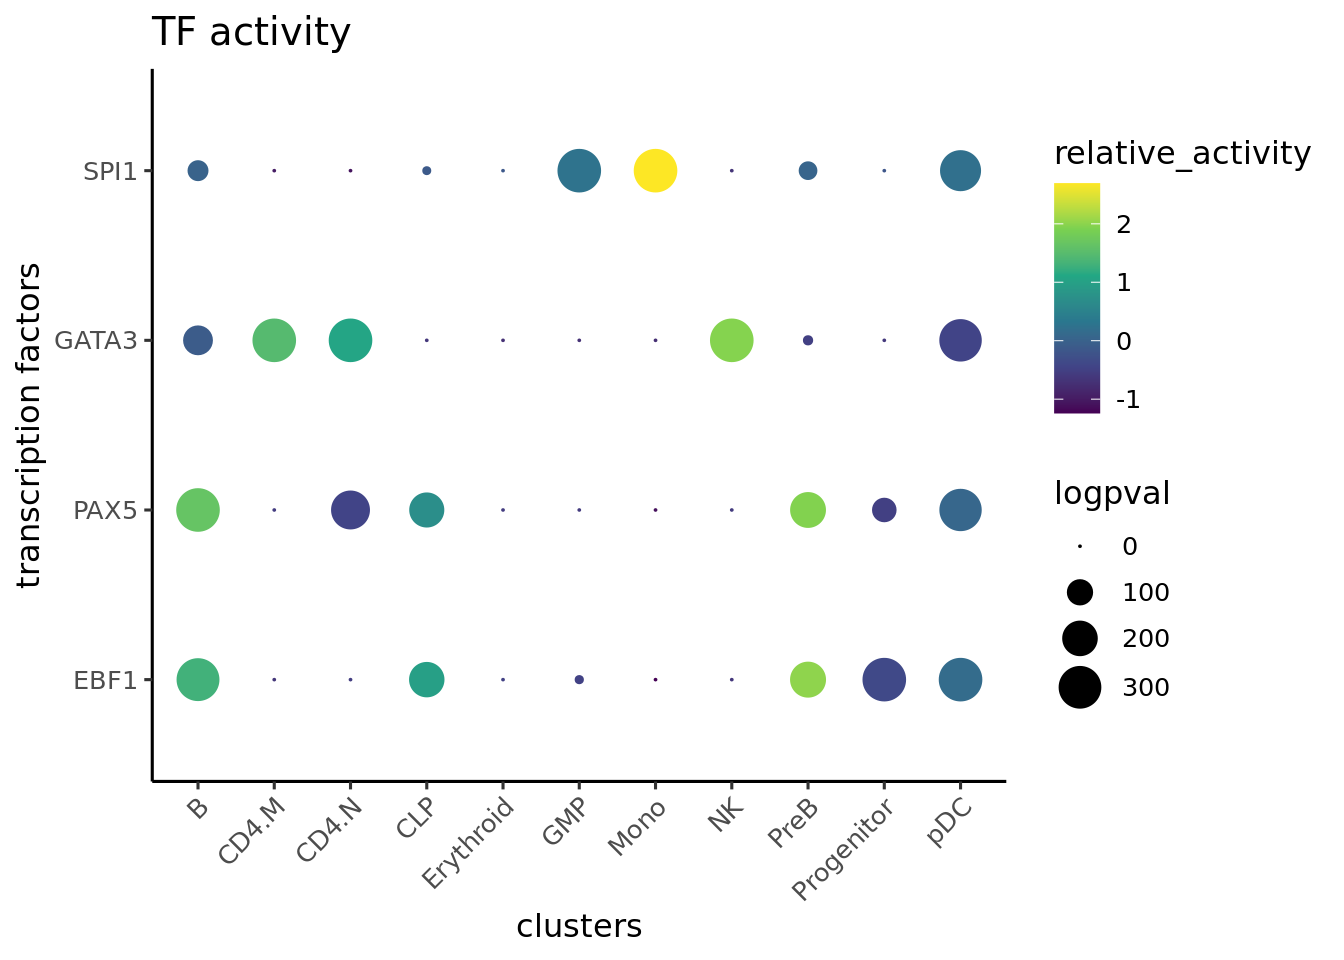 TF activity
transcription factors
SPI1
GATA3
PAX5
EBF1
B
CD4.M
CD4.N
CLP
Erythroid
GMP
Mono
NK
PreB
Progenitor
pDC
clusters
relative_activity
2
1
0
-1
logpval
0
100
200
300